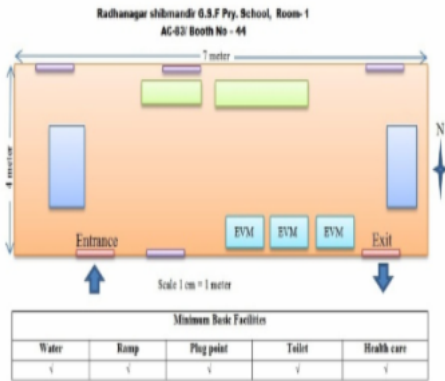 Radhanagar shibmandir G.S.F Pry. School, Room- 1
AC-63/ Booth No - 44
7 meter
4 meter
N
EVM EVM EVM
Entrance Exit
Scale 1 cm = 1 meter
Minimum Basic Facilities
Water Ramp Plug point Toilet Health care
√ √ √ √ √